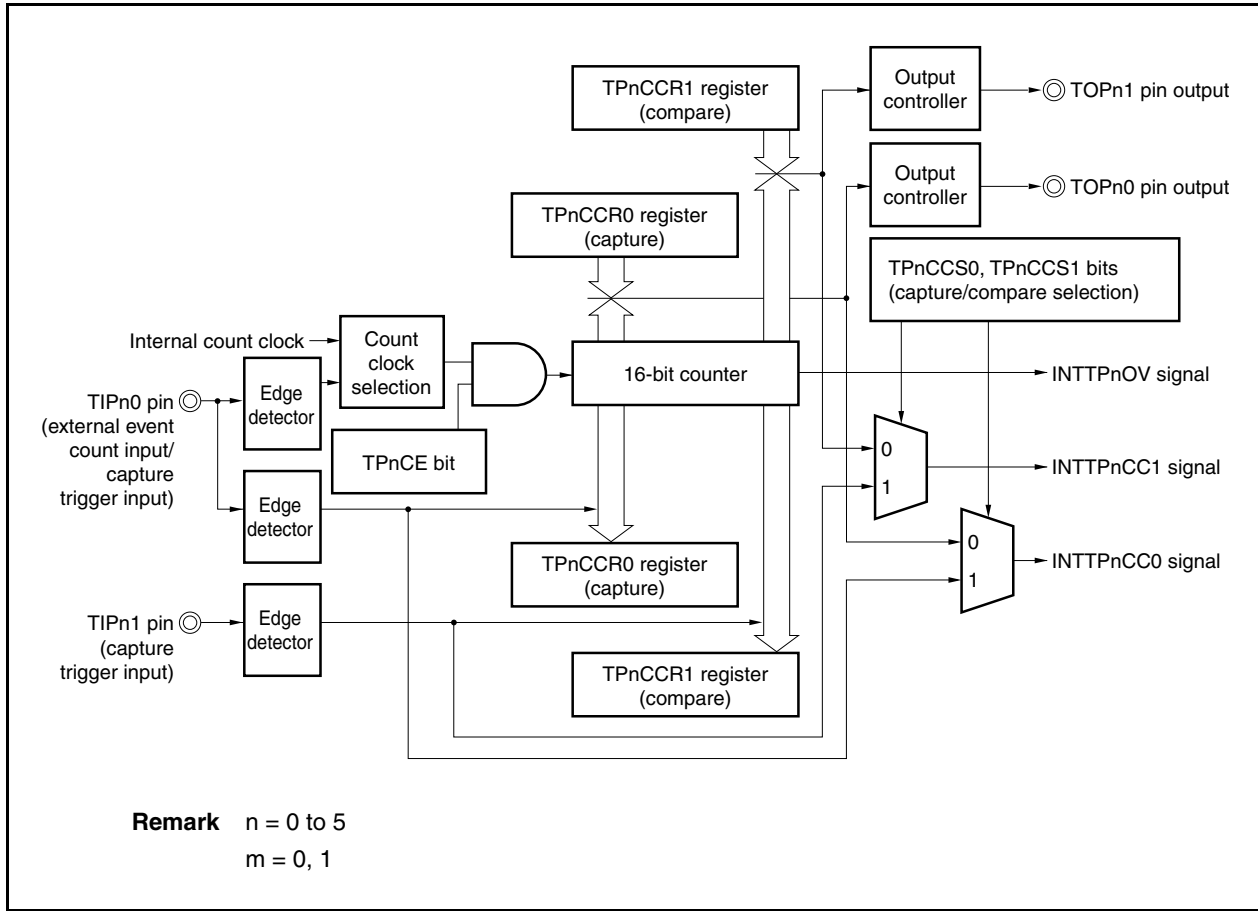 TPnCCR1 register
(compare)
Output
controller
TOPn1 pin output
Output
controller
TOPn0 pin output
TPnCCR0 register
(capture)
TPnCCS0, TPnCCS1 bits
(capture/compare selection)
Internal count clock
Count
clock
selection
16-bit counter
INTTPnOV signal
TIPn0 pin
(external event
count input/
capture
trigger input)
Edge
detector
TPnCE bit
0
1
INTTPnCC1 signal
Edge
detector
0
1
INTTPnCC0 signal
TPnCCR0 register
(capture)
TIPn1 pin
(capture
trigger input)
Edge
detector
TPnCCR1 register
(compare)
Remark n = 0 to 5
m = 0, 1